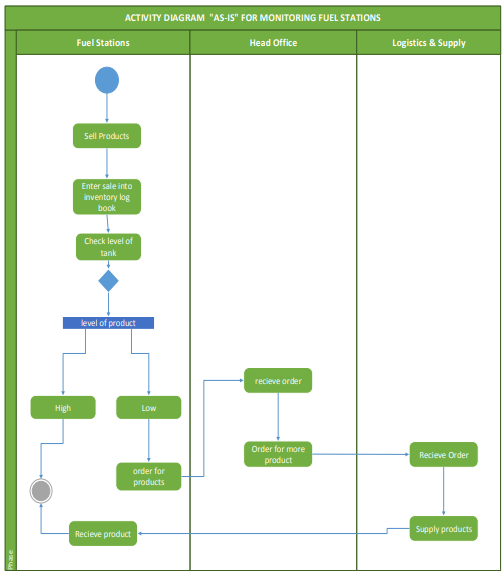 ACTIVITY DIAGRAM "AS-IS" FOR MONITORING FUEL STATIONS
Fuel Stations
Head Office
Logistics & Supply
Sell Products
Enter sale into
inventory log
book
Check level of
tank
level of product
High
Low
order for
products
recieve order
Order for more
product
Recieve Order
Supply products
Recieve product
Phase